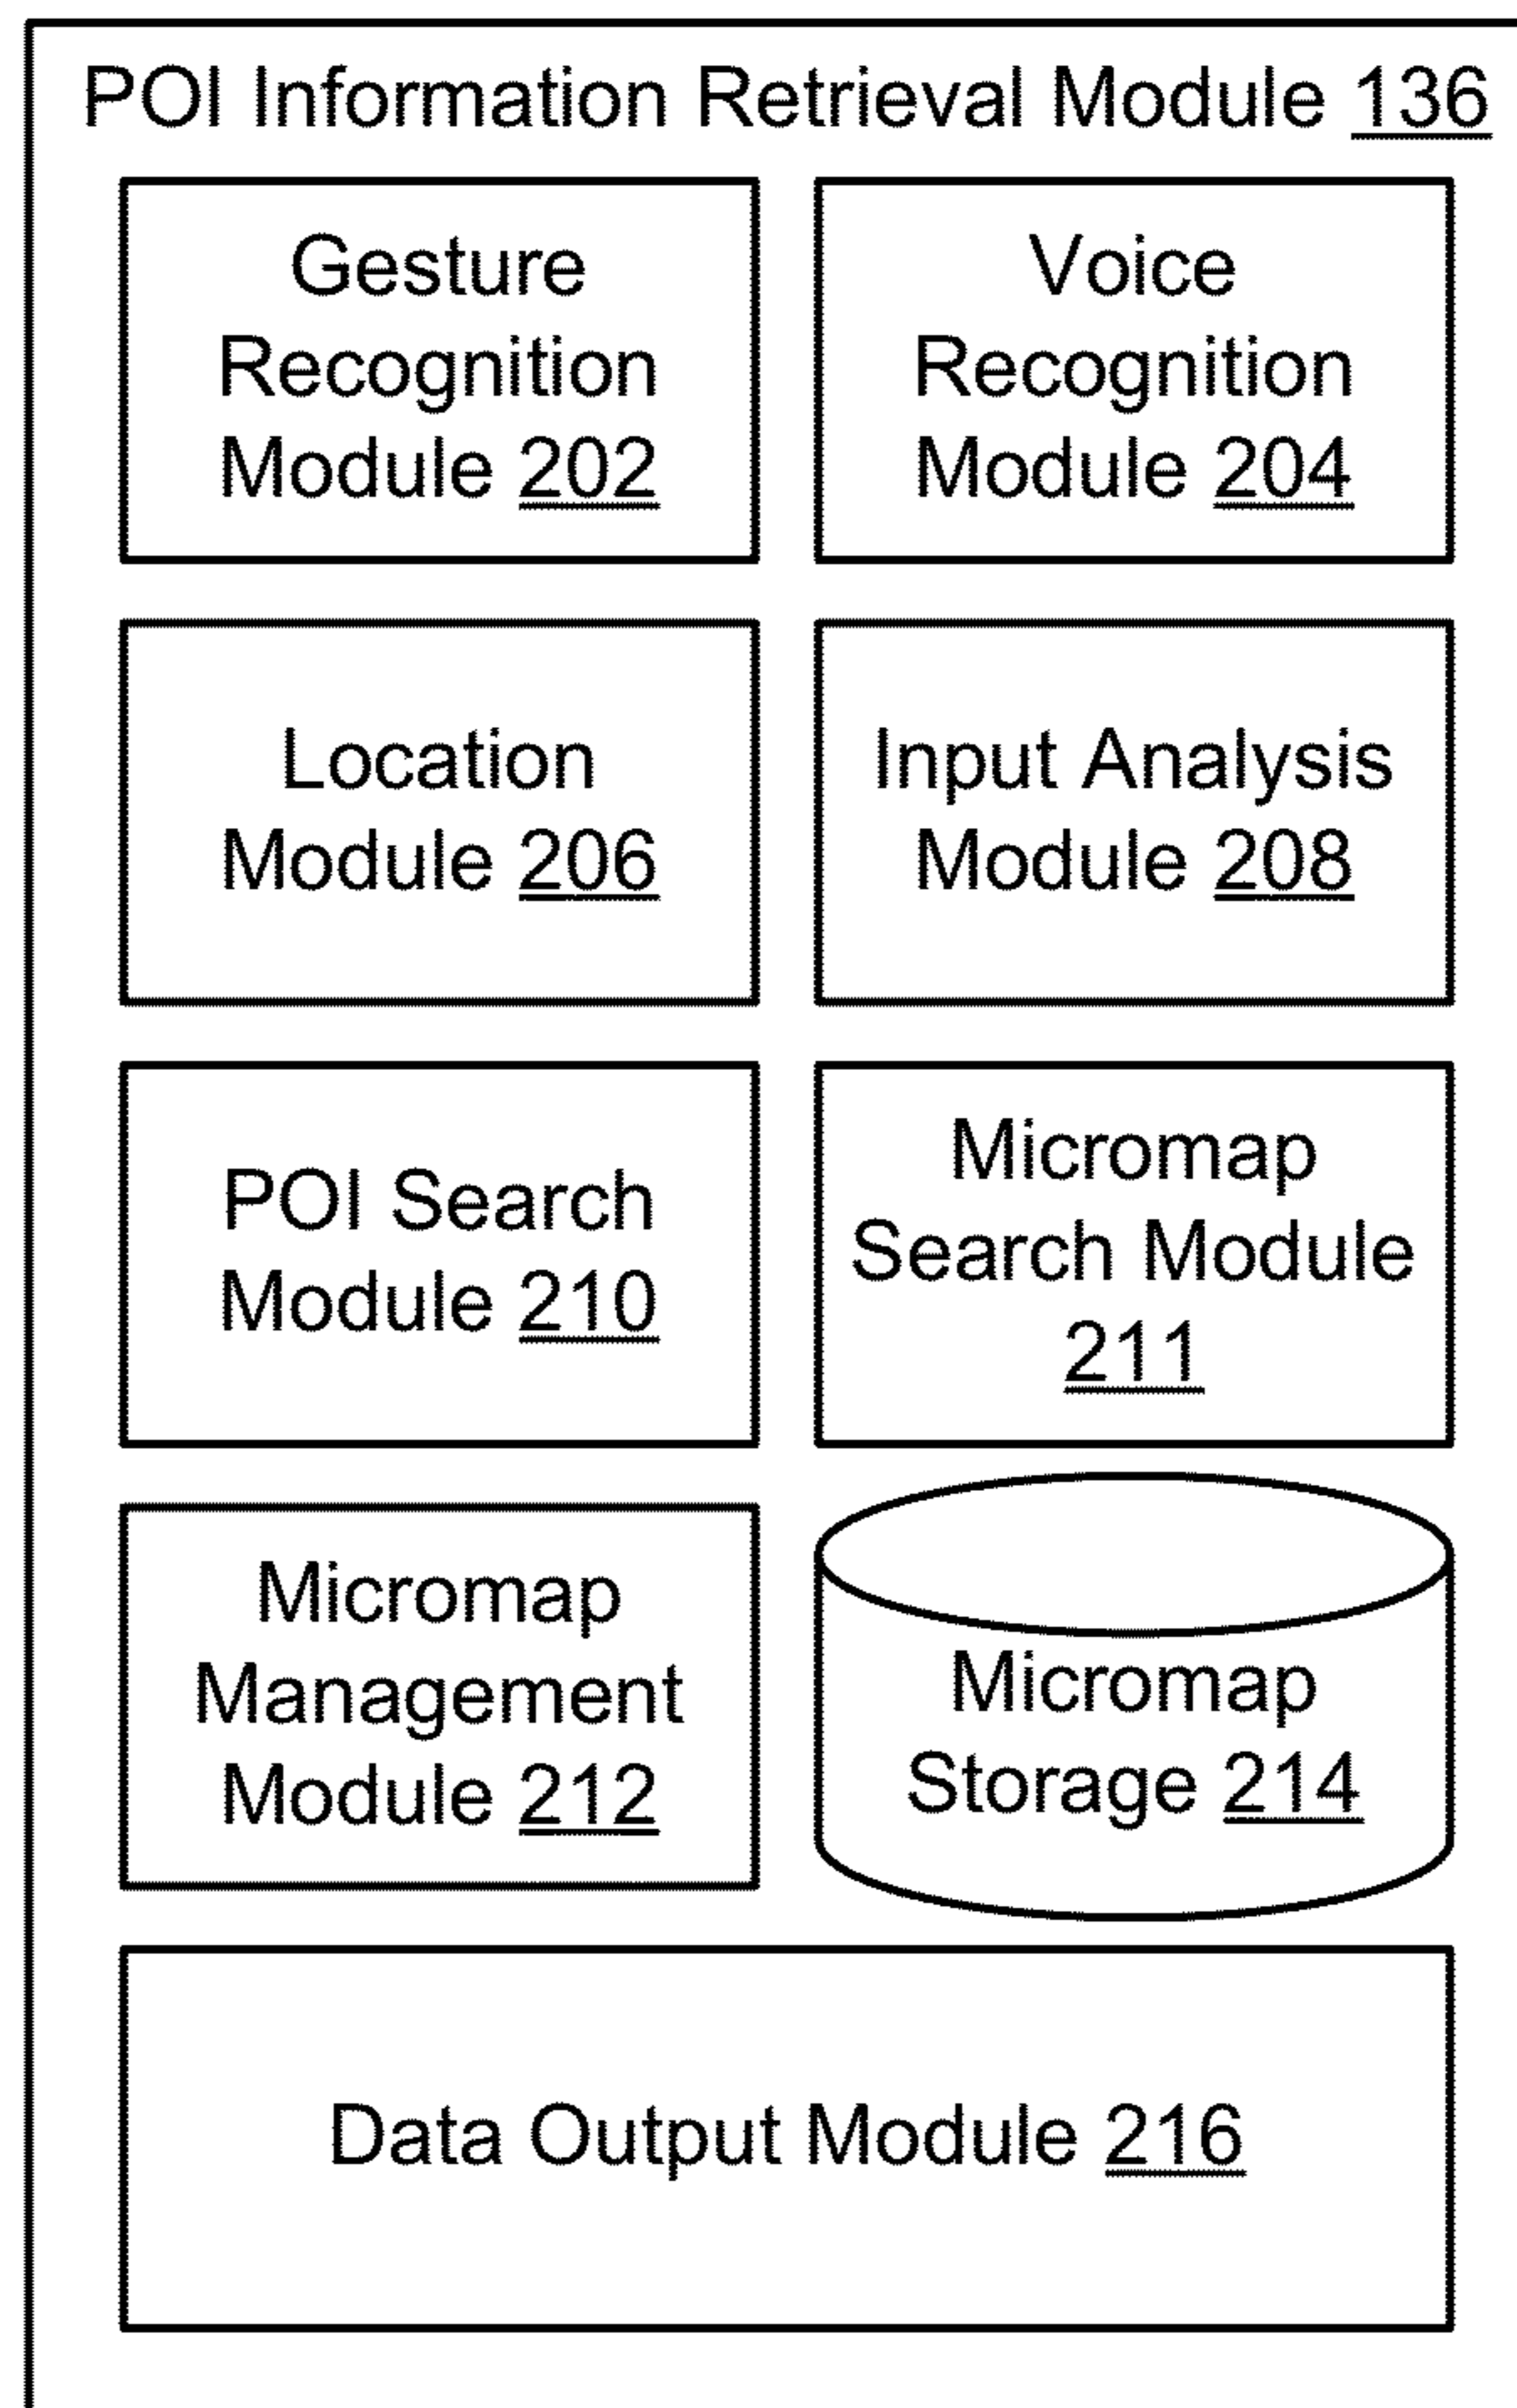 POI Information Retrieval Module 136
Gesture
Recognition
Module 202
Voice
Recognition
Module 204
Location
Module 206
Input Analysis
Module 208
POI Search
Module 210
Micromap
Search Module
211
Micromap
Management
Module 212
Micromap
Storage 214
Data Output Module 216